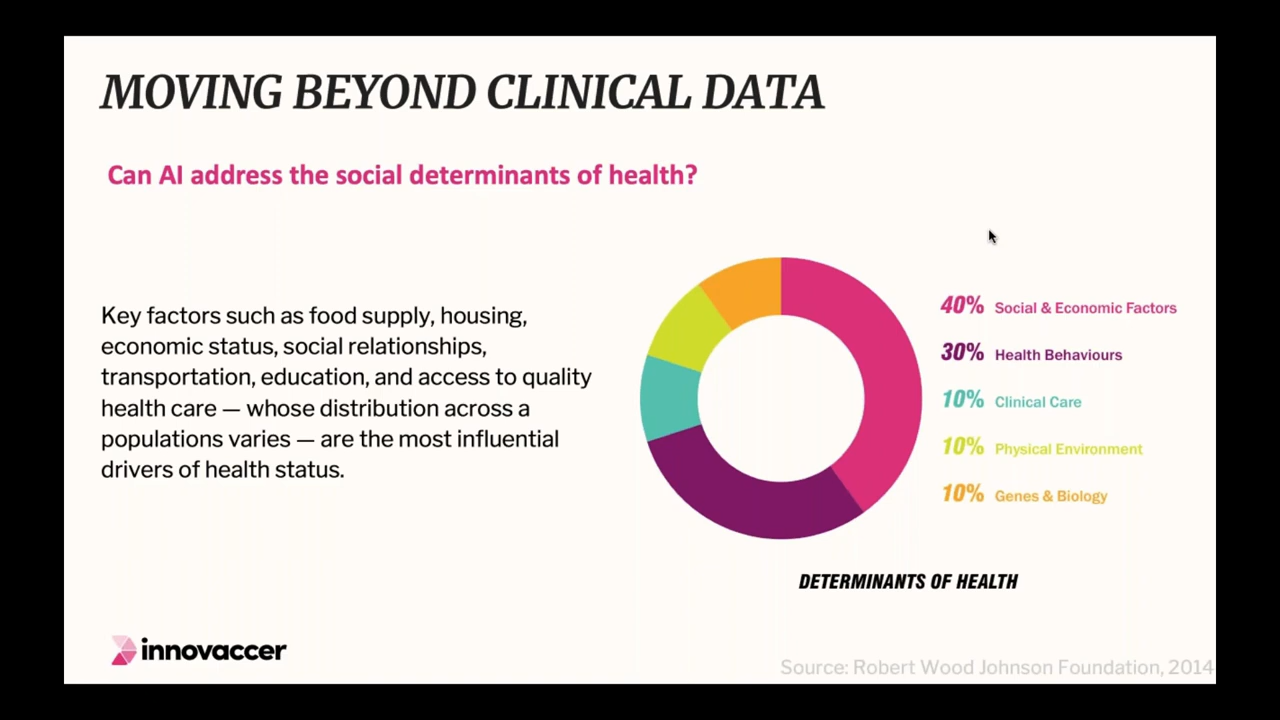 MOVING BEYOND CLINICAL DATA
Can AI address the social determinants of health?
Key factors such as food supply, housing,
economic status, social relationships,
transportation, education, and access to quality
health care — whose distribution across a
populations varies — are the most influential
drivers of health status.
40% Social & Economic Factors
30% Health Behaviours
10% Clinical Care
10% Physical Environment
10% Genes & Biology
DETERMINANTS OF HEALTH
innovaccer
Source: Robert Wood Johnson Foundation, 2014